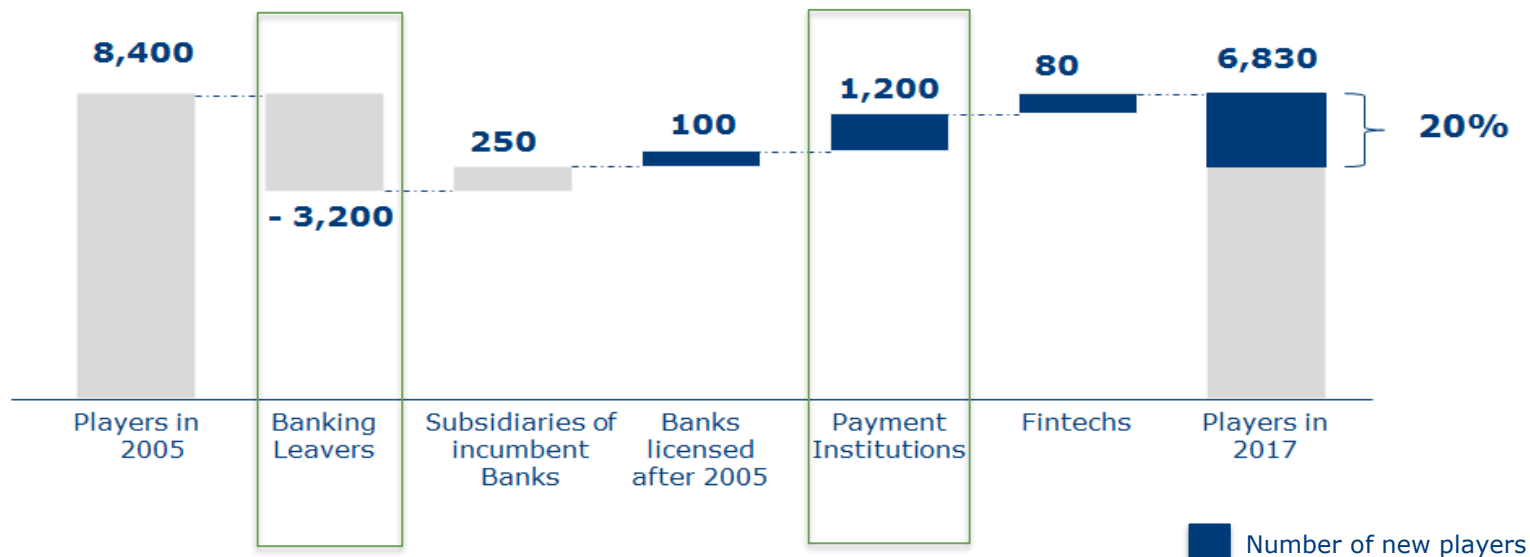 8,400
- 3,200
250
100
1,200
80
6,830
20%
Players in
2005
Banking
Leavers
Subsidiaries of
incumbent
Banks
Banks
licensed
after 2005
Payment
Institutions
Fintechs
Players in
2017
Number of new players